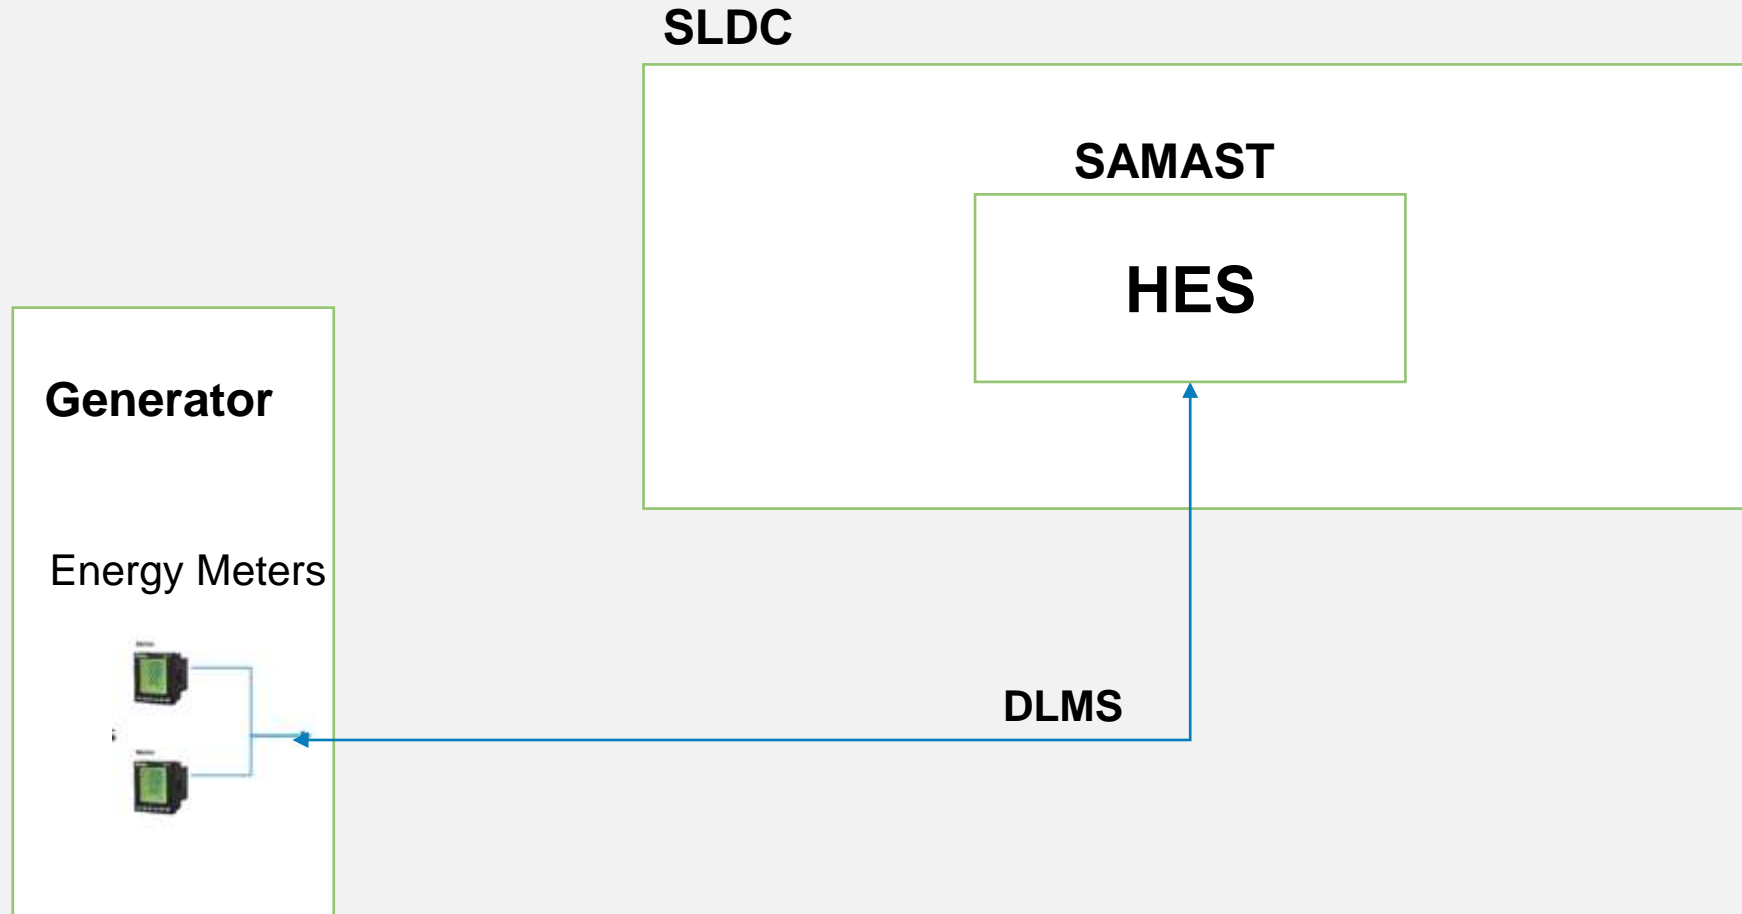 SLDC
SAMAST
HES
Generator
Energy Meters
DLMS